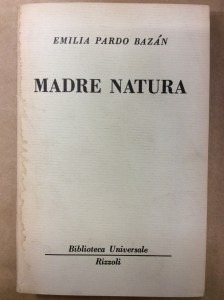 EMILIA PARDO BAZÁN
MADRE NATURA
Biblioteca Universale
Rizzoli